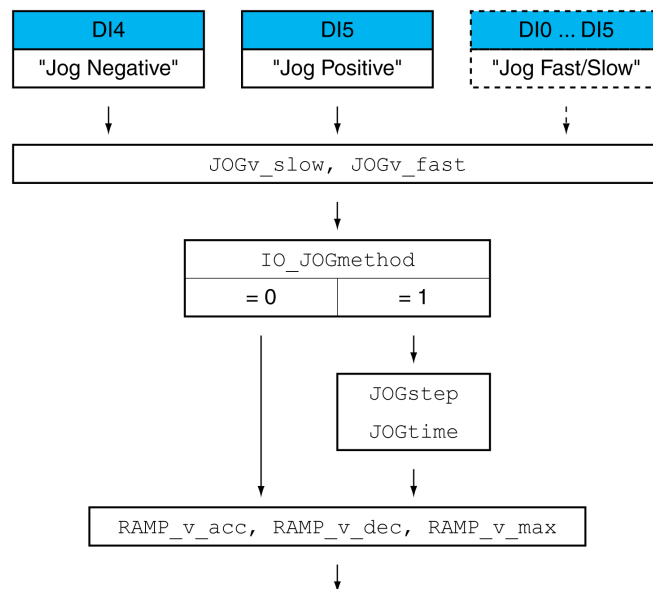 DI4
DI5
DI0 ... DI5
"Jog Negative"
"Jog Positive"
"Jog Fast/Slow"
JOGv_slow, JOGv_fast
IO_JOGmethod
= 0
= 1
JOGstep
JOGtime
RAMP_v_acc, RAMP_v_dec, RAMP_v_max